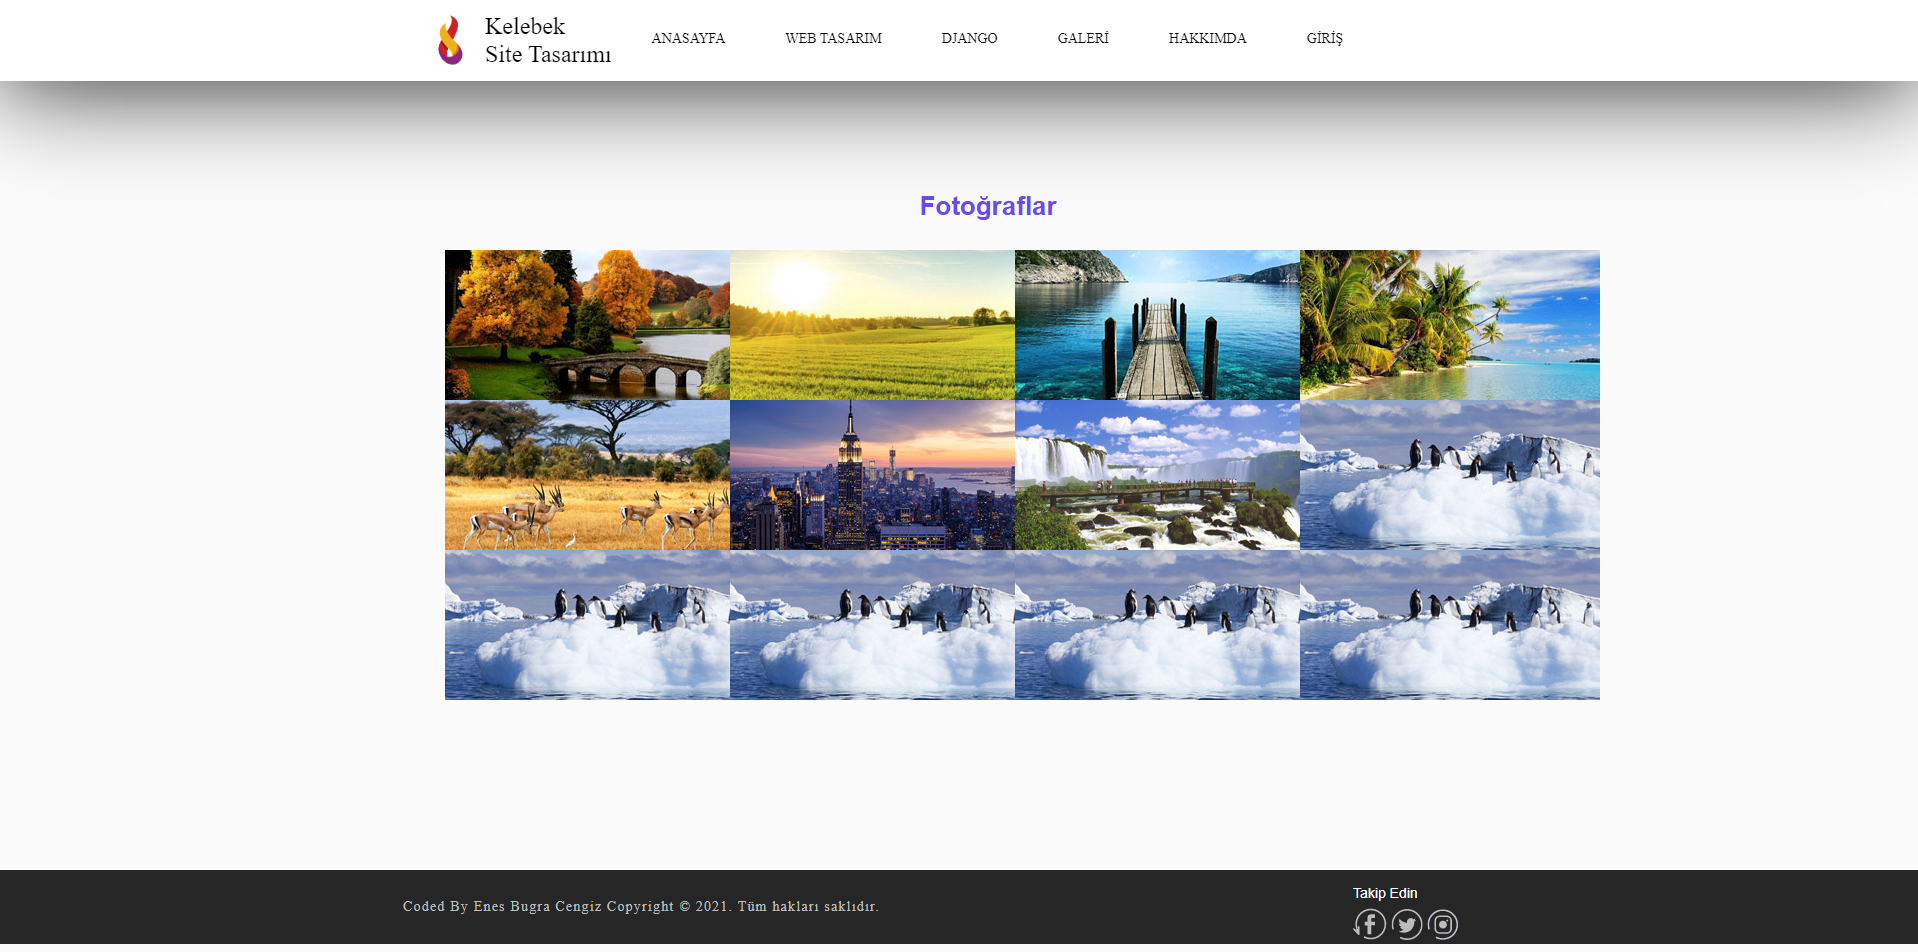 Kelebek
Site Tasarımı
ANASAYFA WEB TASARIM DJANGO GALERİ HAKKIMDA GİRİŞ
Fotoğraflar
Coded By Enes Bugra Cengiz Copyright © 2021. Tüm hakları saklıdır.
Takip Edin